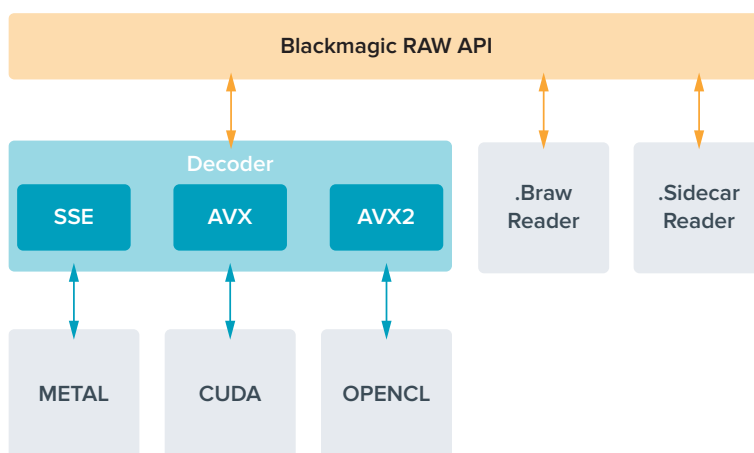 Blackmagic RAW API
Decoder
SSE
AVX
AVX2
.Braw
Reader
.Sidecar
Reader
METAL
CUDA
OPENCL